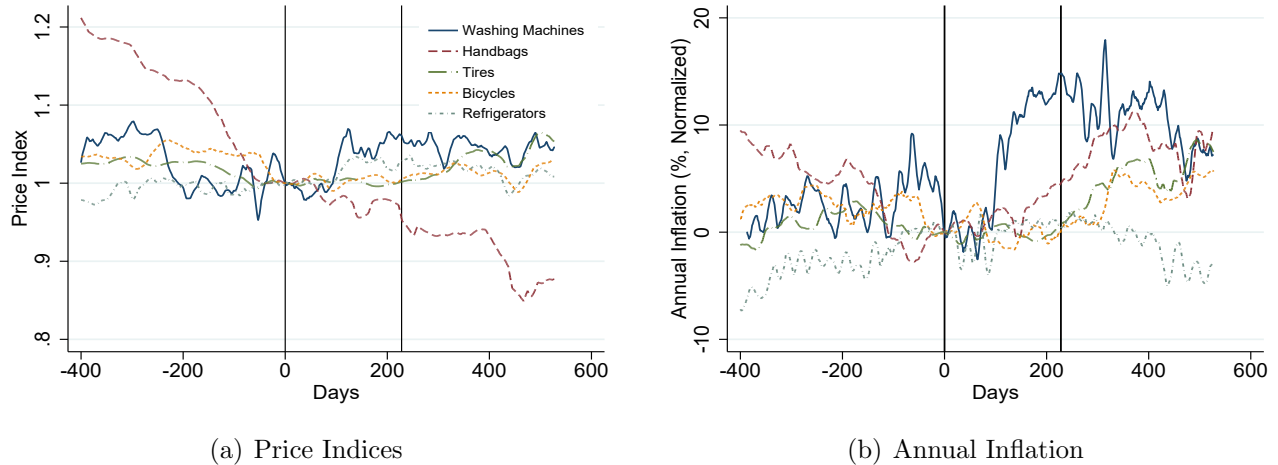 Price Index
1.2
1.1
1
.9
.8
Washing Machines
Handbags
Tires
Bicycles
Refrigerators
-400 -200 0 200 400 600
Days
(a) Price Indices
Annual Inflation (%, Normalized)
20
10
0
-10
-400 -200 0 200 400 600
Days
(b) Annual Inflation